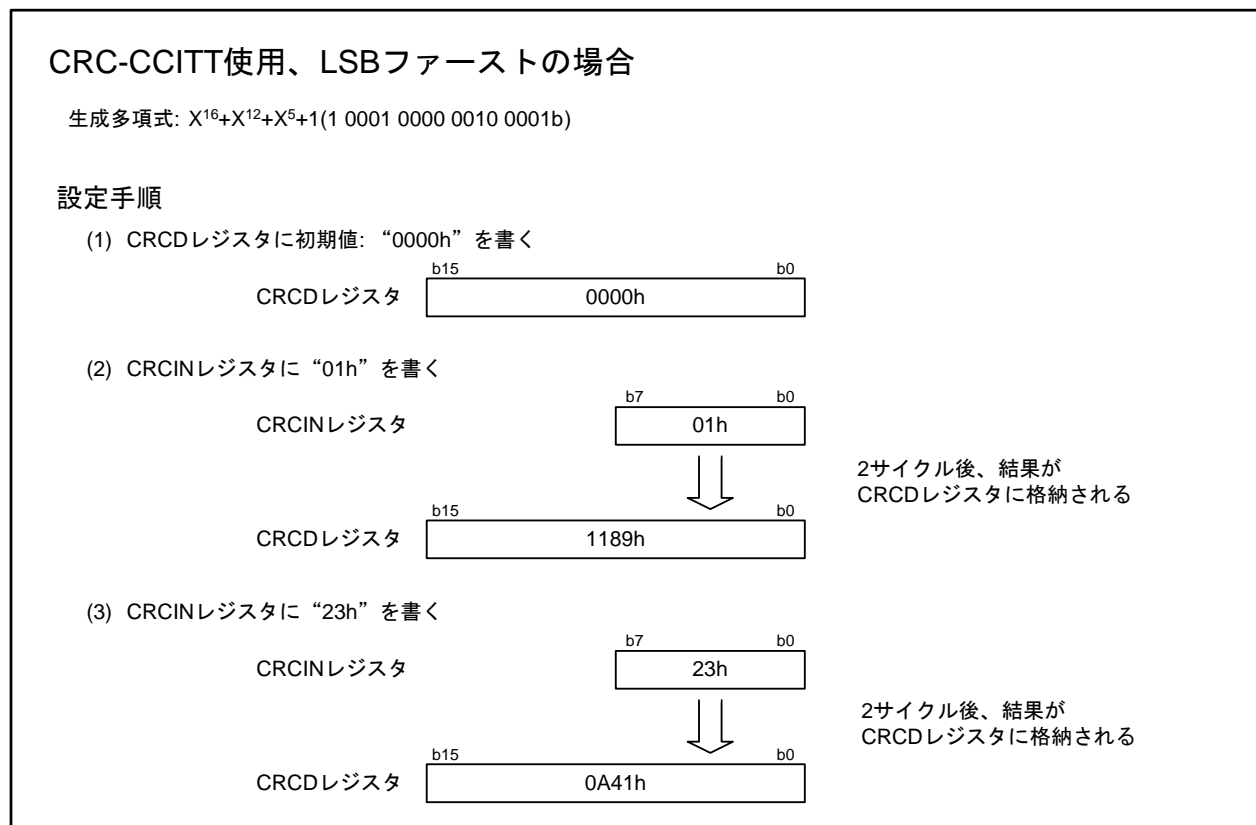 CRC-CCITT使用、LSBファーストの場合
生成多項式: X¹⁶+X¹²+X⁵+1(1 0001 0000 0010 0001b)
設定手順
(1) CRCDレジスタに初期値: “0000h”を書く
b15 b0
CRCDレジスタ 0000h
(2) CRCINレジスタに“01h”を書く
b7 b0
CRCINレジスタ 01h
2サイクル後、結果が
CRCDレジスタに格納される
b15 b0
CRCDレジスタ 1189h
(3) CRCINレジスタに“23h”を書く
b7 b0
CRCINレジスタ 23h
2サイクル後、結果が
CRCDレジスタに格納される
b15 b0
CRCDレジスタ 0A41h